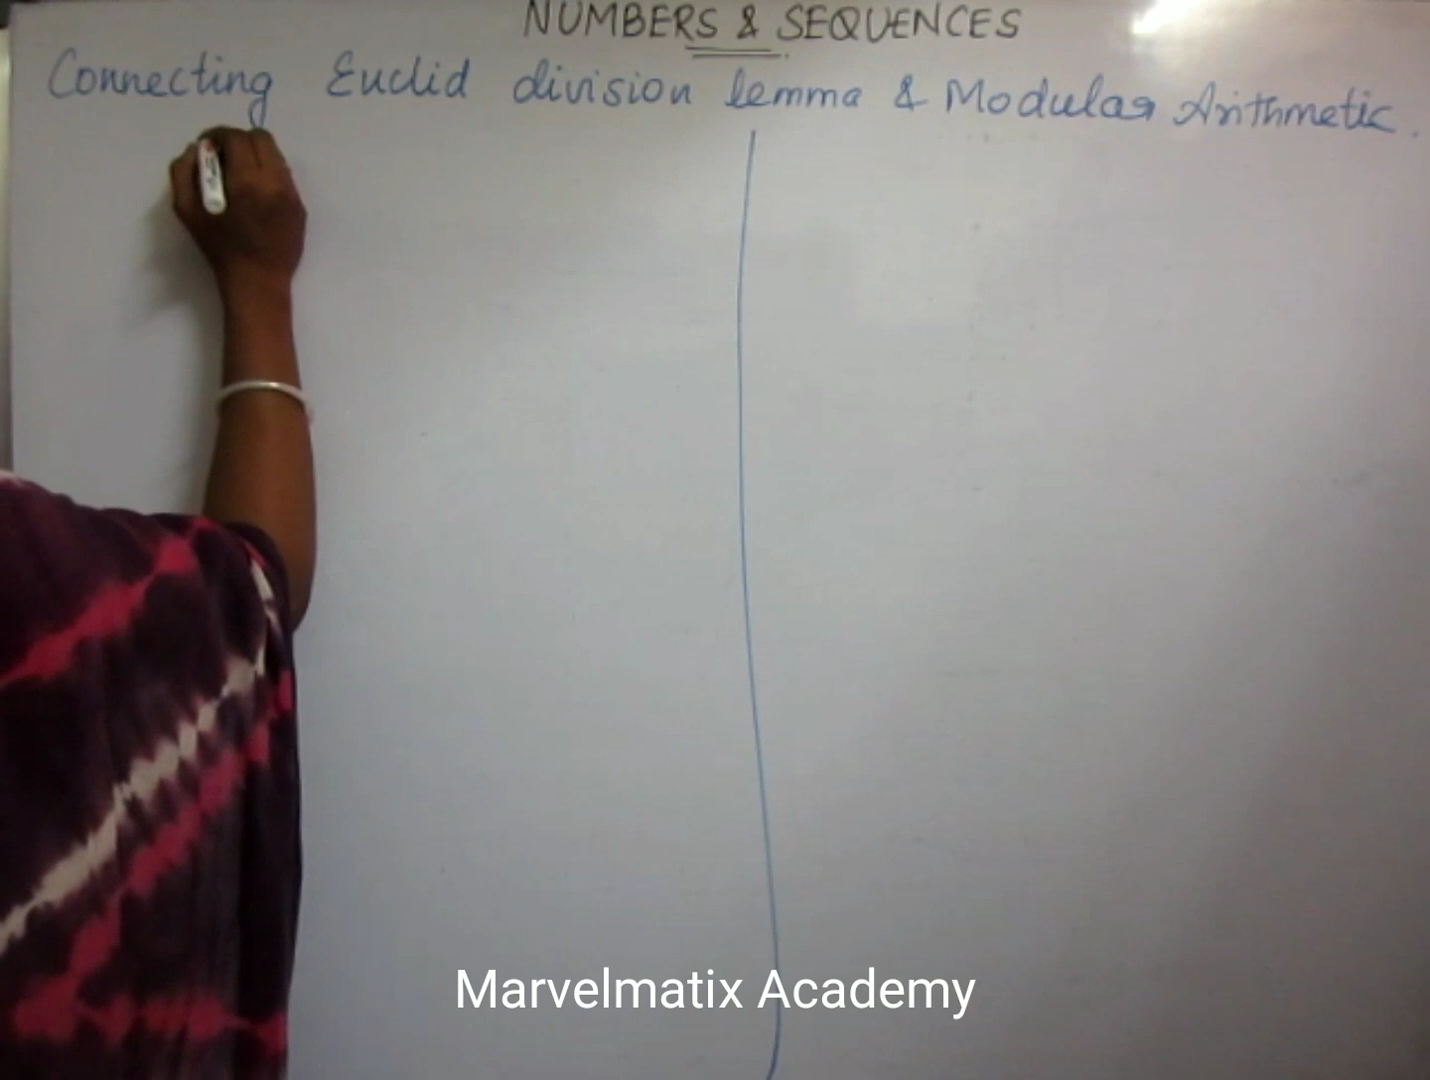 NUMBERS & SEQUENCES
Connecting Euclid division lemma & Modular Arithmetic.
Marvelmatix Academy